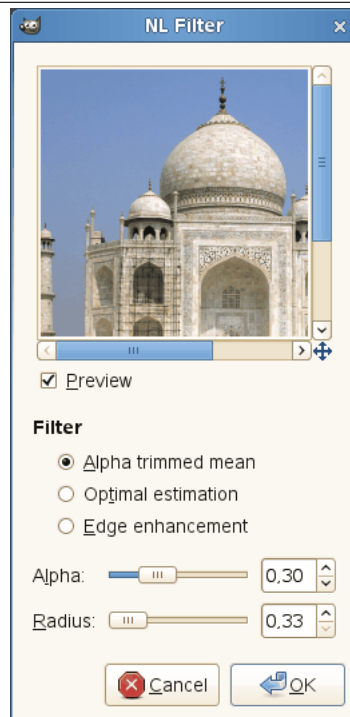 NL Filter
Preview
Filter
Alpha trimmed mean
Optimal estimation
Edge enhancement
Alpha: 0,30
Radius: 0,33
Cancel OK